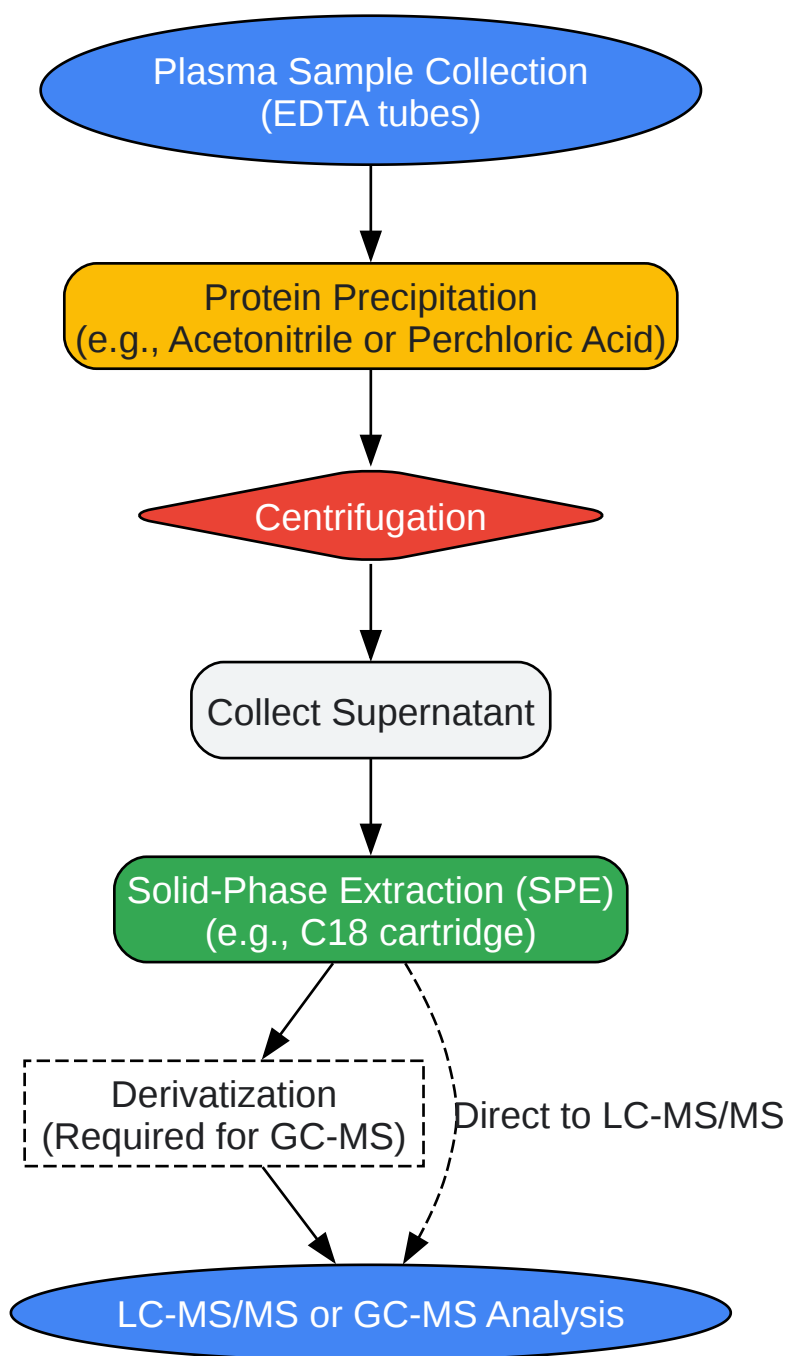 Plasma Sample Collection
(EDTA tubes)
Protein Precipitation
(e.g., Acetonitrile or Perchloric Acid)
Centrifugation
Collect Supernatant
Solid-Phase Extraction (SPE)
(e.g., C18 cartridge)
Derivatization
(Required for GC-MS)
Direct to LC-MS/MS
LC-MS/MS or GC-MS Analysis